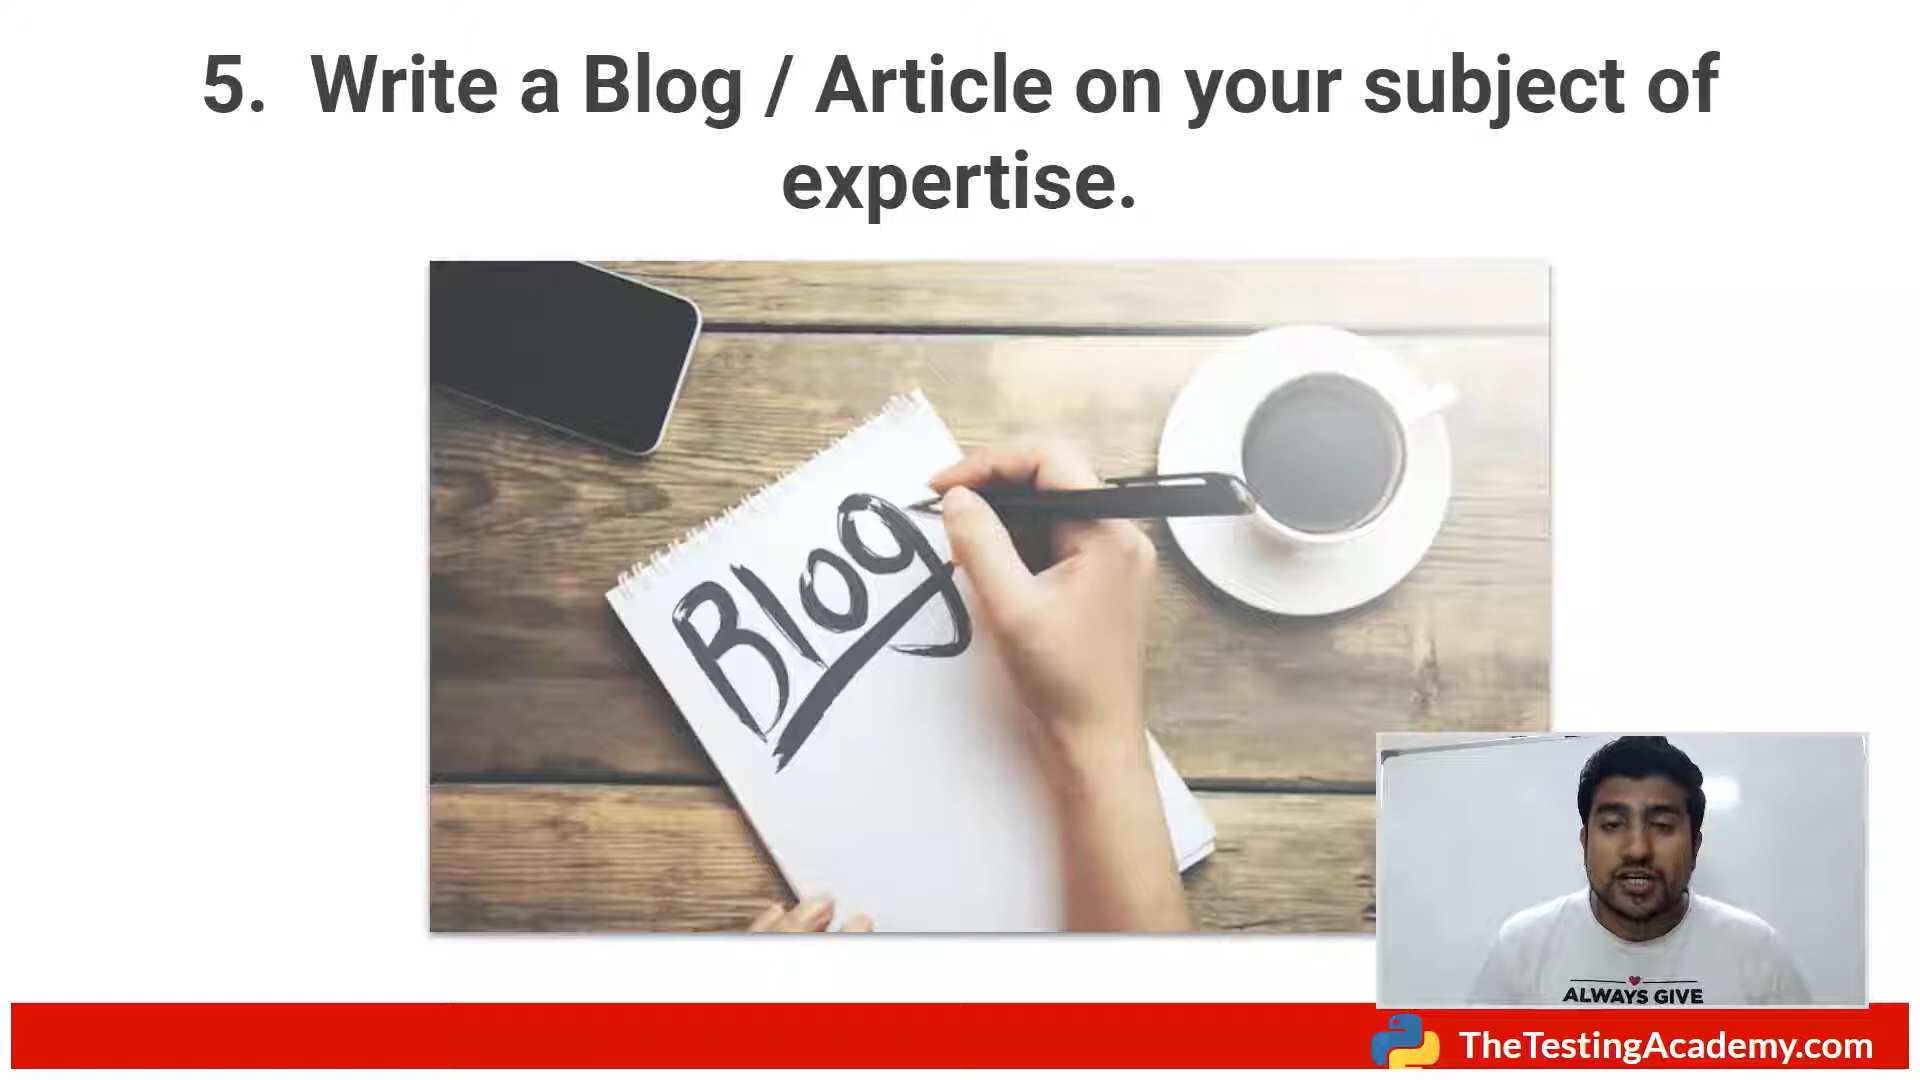 5. Write a Blog / Article on your subject of
expertise.
Blog
ALWAYS GIVE
TheTestingAcademy.com